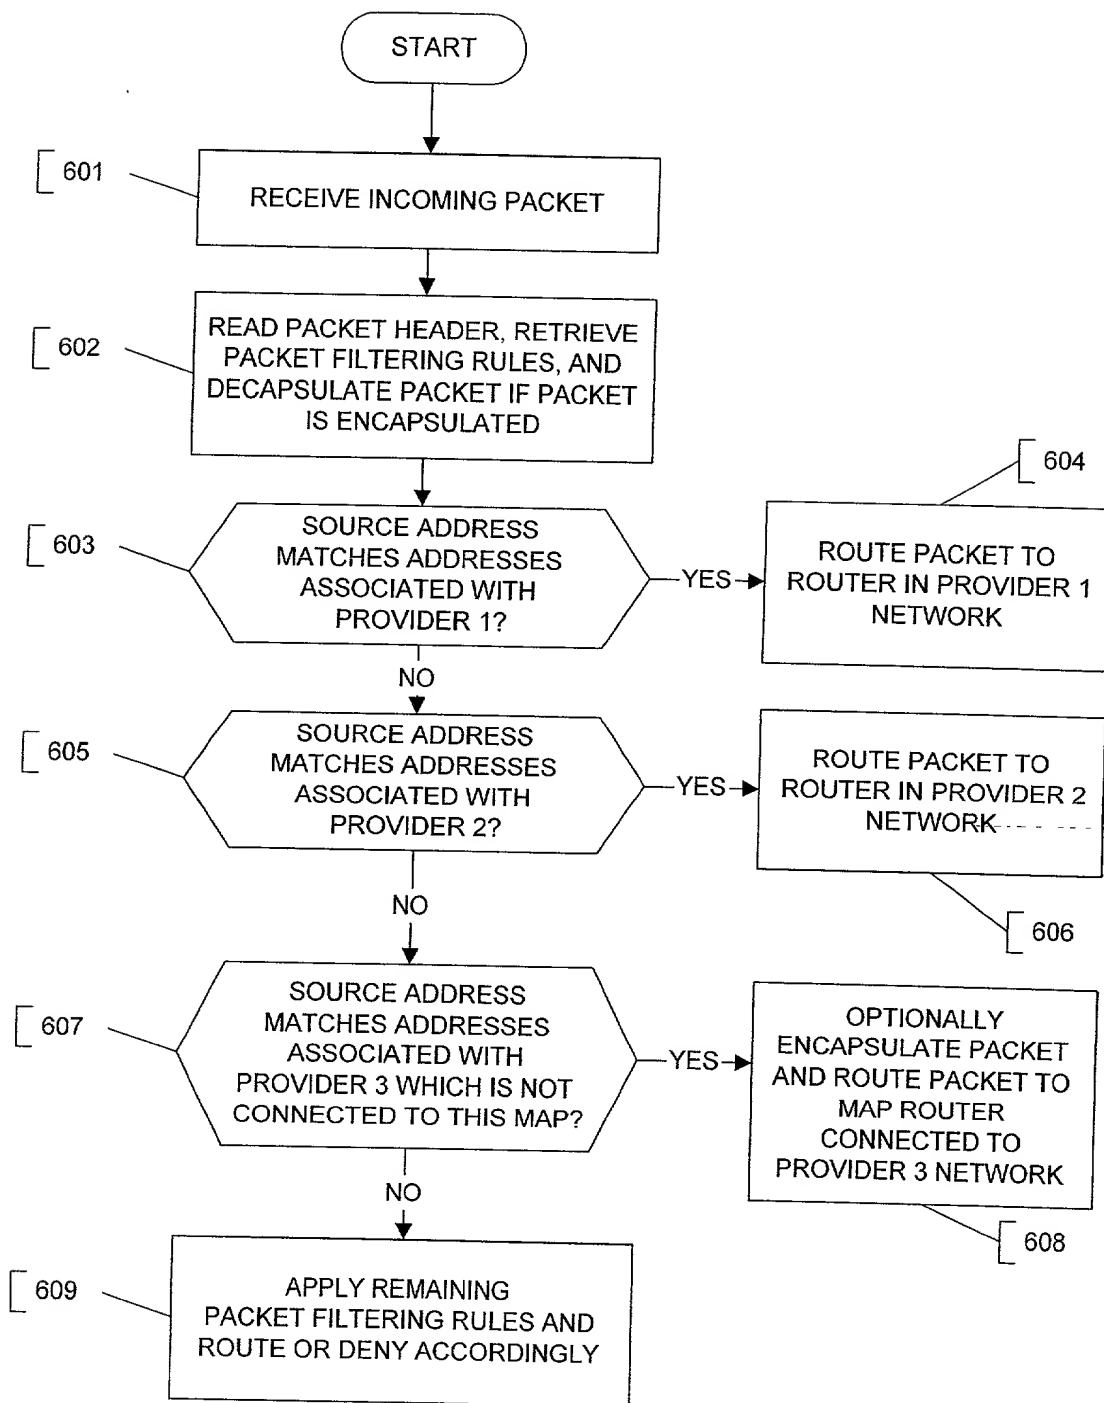 START
601
RECEIVE INCOMING PACKET
602
READ PACKET HEADER, RETRIEVE
PACKET FILTERING RULES, AND
DECAPSULATE PACKET IF PACKET
IS ENCAPSULATED
603
SOURCE ADDRESS
MATCHES ADDRESSES
ASSOCIATED WITH
PROVIDER 1?
YES
604
ROUTE PACKET TO
ROUTER IN PROVIDER 1
NETWORK
NO
605
SOURCE ADDRESS
MATCHES ADDRESSES
ASSOCIATED WITH
PROVIDER 2?
YES
ROUTE PACKET TO
ROUTER IN PROVIDER 2
NETWORK
606
NO
607
SOURCE ADDRESS
MATCHES ADDRESSES
ASSOCIATED WITH
PROVIDER 3 WHICH IS NOT
CONNECTED TO THIS MAP?
YES
OPTIONALLY
ENCAPSULATE PACKET
AND ROUTE PACKET TO
MAP ROUTER
CONNECTED TO
PROVIDER 3 NETWORK
608
NO
609
APPLY REMAINING
PACKET FILTERING RULES AND
ROUTE OR DENY ACCORDINGLY